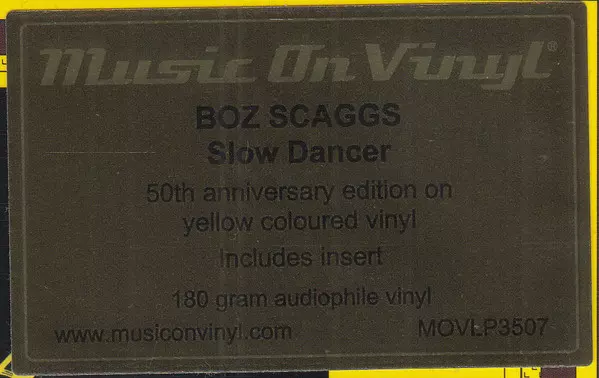 Music On Vinyl®
BOZ SCAGGS
Slow Dancer
50th anniversary edition on
yellow coloured vinyl
Includes insert
180 gram audiophile vinyl
www.musiconvinyl.com MOVLP3507